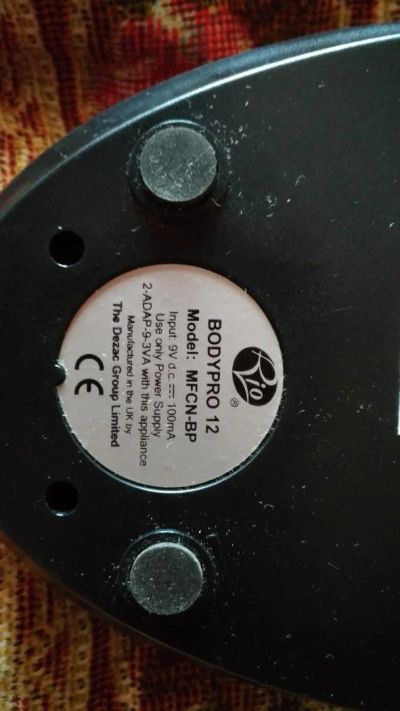 Rio®
BODYPRO 12
Model: MFCN-BP
Input: 9V d.c. ⎓ 100mA
Use only Power Supply
2-ADAP-9-3VA with this appliance
Manufactured in the UK by
The Dezac Group Limited
CE